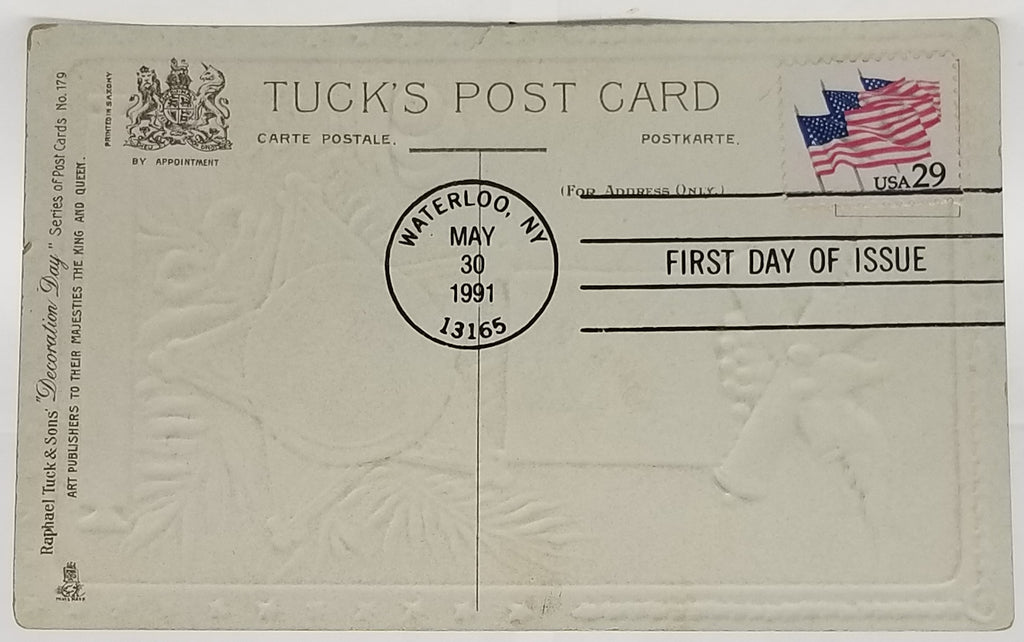 Raphael Tuck & Sons' "Decoration Day" Series of Post Cards No. 179
ART PUBLISHERS TO THEIR MAJESTIES THE KING AND QUEEN.
PRINTED IN SAXONY
BY APPOINTMENT
TUCK'S POST CARD
CARTE POSTALE.
POSTKARTE.
(FOR ADDRESS ONLY.)
USA 29
WATERLOO, NY
MAY
30
1991
13165
FIRST DAY OF ISSUE